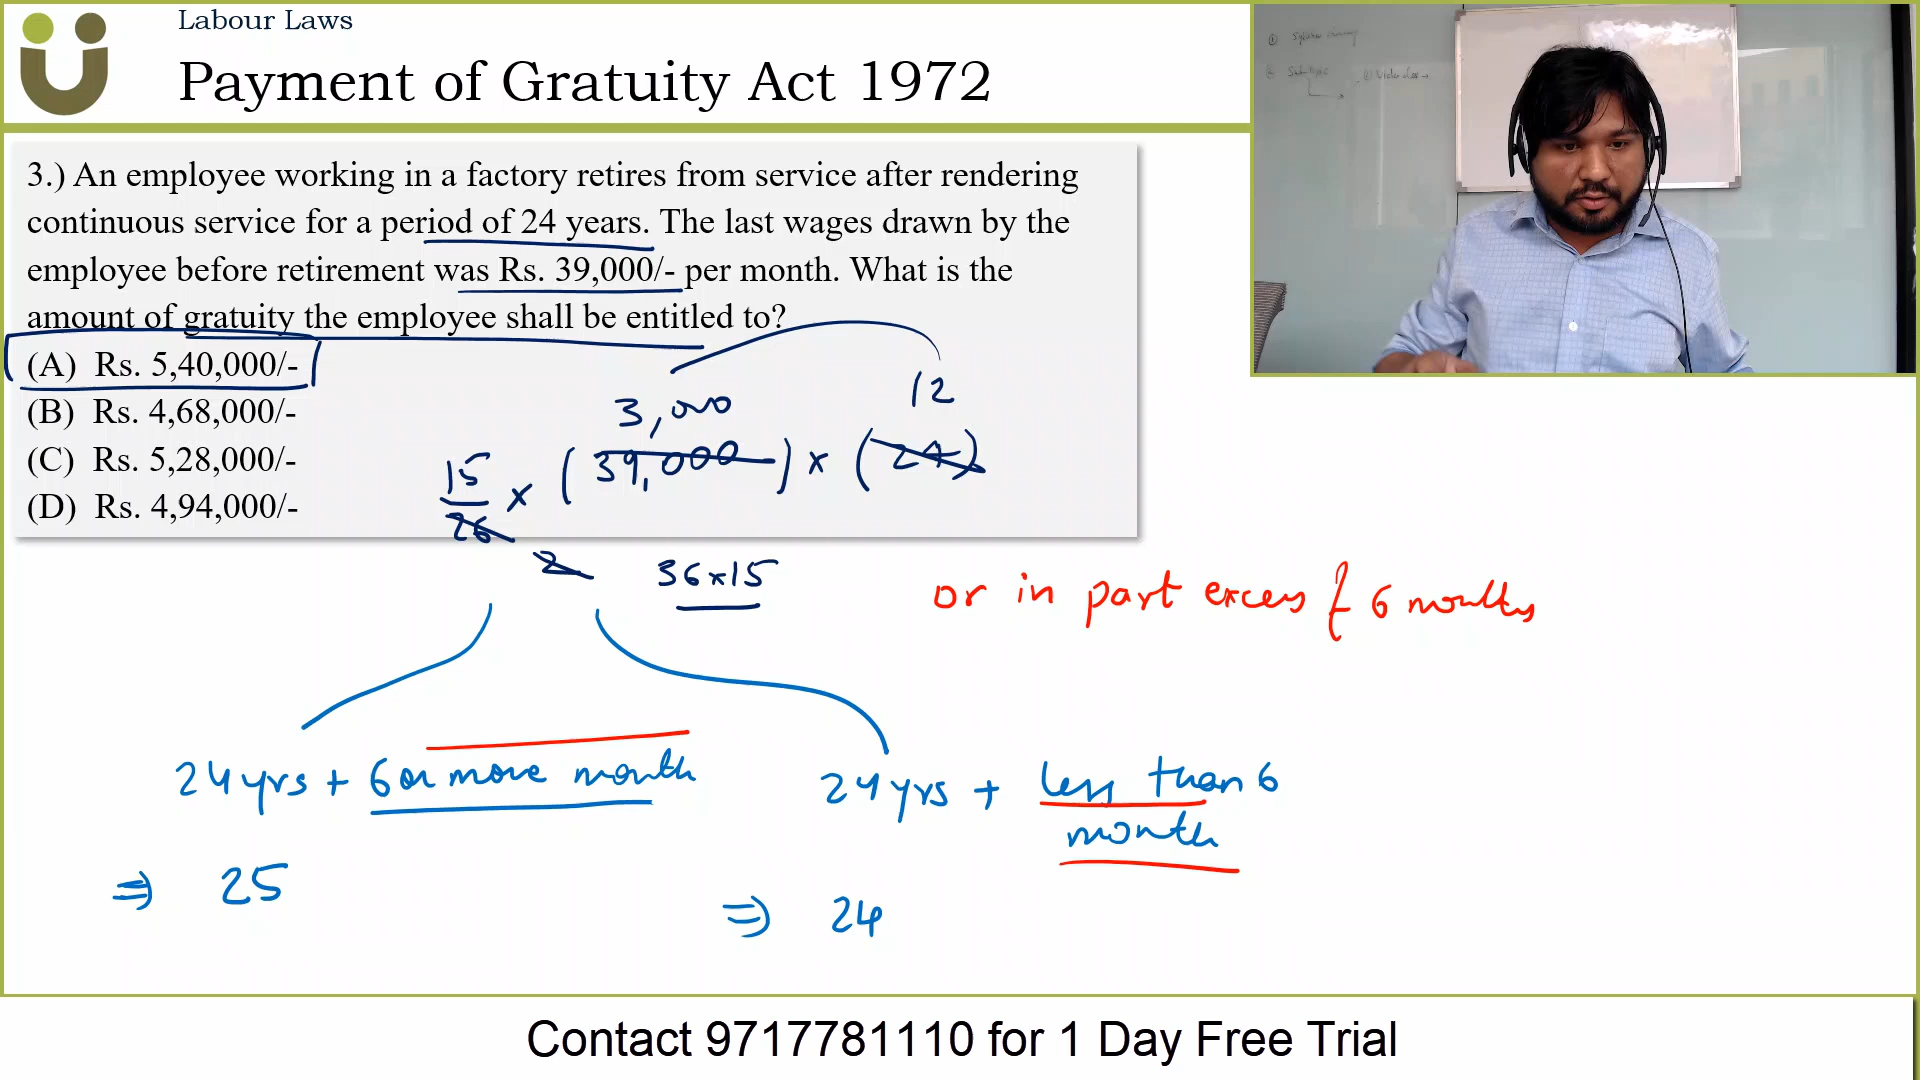 Labour Laws
Payment of Gratuity Act 1972
3.) An employee working in a factory retires from service after rendering
continuous service for a period of 24 years. The last wages drawn by the
employee before retirement was Rs. 39,000/- per month. What is the
amount of gratuity the employee shall be entitled to?
(A) Rs. 5,40,000/-
(B) Rs. 4,68,000/-
(C) Rs. 5,28,000/-
(D) Rs. 4,94,000/-
3,000 12
15/26 x (39,000) x (24)
2
36x15
or in part excess of 6 months
24yrs + 6 or more month
24yrs + less than 6
month
⇒ 25
⇒ 24
Contact 9717781110 for 1 Day Free Trial